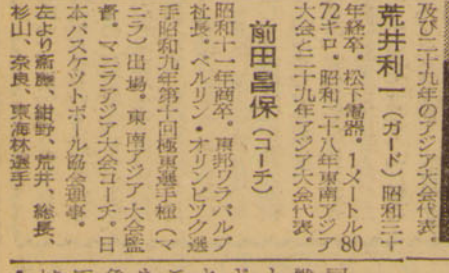 及び二十九年のアジア大会代表。
荒井利一（ガード）昭和三十
年経卒。松下電器。1メートル80
72キロ。昭和二十八年東南アジア
大会と二十九年アジア大会代表。
前田昌保（コーチ）
昭和十一年商卒。東邦ワラパルプ
社長。ベルリン・オリンピック選
手昭和九年第十回極東選手権（マ
ニラ）出場。東南アジア大会監
督。マニラアジア大会コーチ。日
本バスケットボール協会理事。
左より斎藤、紺野、荒井、総長、
杉山、奈良、東海林選手